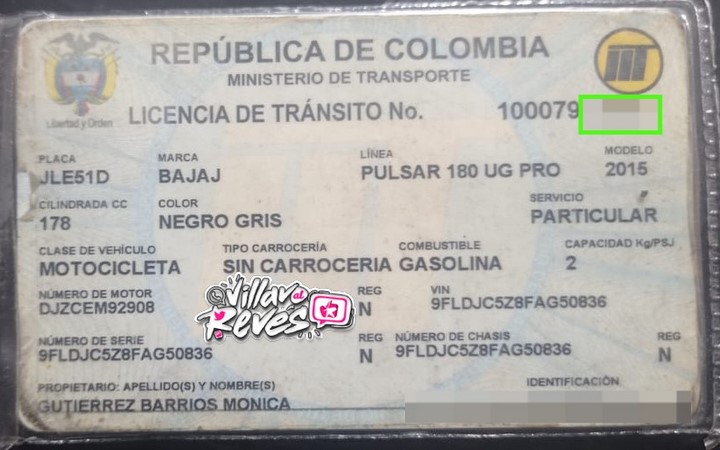 REPÚBLICA DE COLOMBIA
MINISTERIO DE TRANSPORTE
Libertad y Orden
LICENCIA DE TRÁNSITO No. 100079
PLACA MARCA LÍNEA MODELO
JLE51D BAJAJ PULSAR 180 UG PRO 2015
CILINDRADA CC COLOR SERVICIO
178 NEGRO GRIS PARTICULAR
CLASE DE VEHÍCULO TIPO CARROCERÍA COMBUSTIBLE CAPACIDAD Kg/PSJ
MOTOCICLETA SIN CARROCERIA GASOLINA 2
NÚMERO DE MOTOR REG VIN
DJZCEM92908 N 9FLDJC5Z8FAG50836
Villav al Revés
NÚMERO DE SERIE REG NÚMERO DE CHASIS REG
9FLDJC5Z8FAG50836 N 9FLDJC5Z8FAG50836 N
PROPIETARIO: APELLIDO(S) Y NOMBRE(S) IDENTIFICACIÓN
GUTIERREZ BARRIOS MONICA